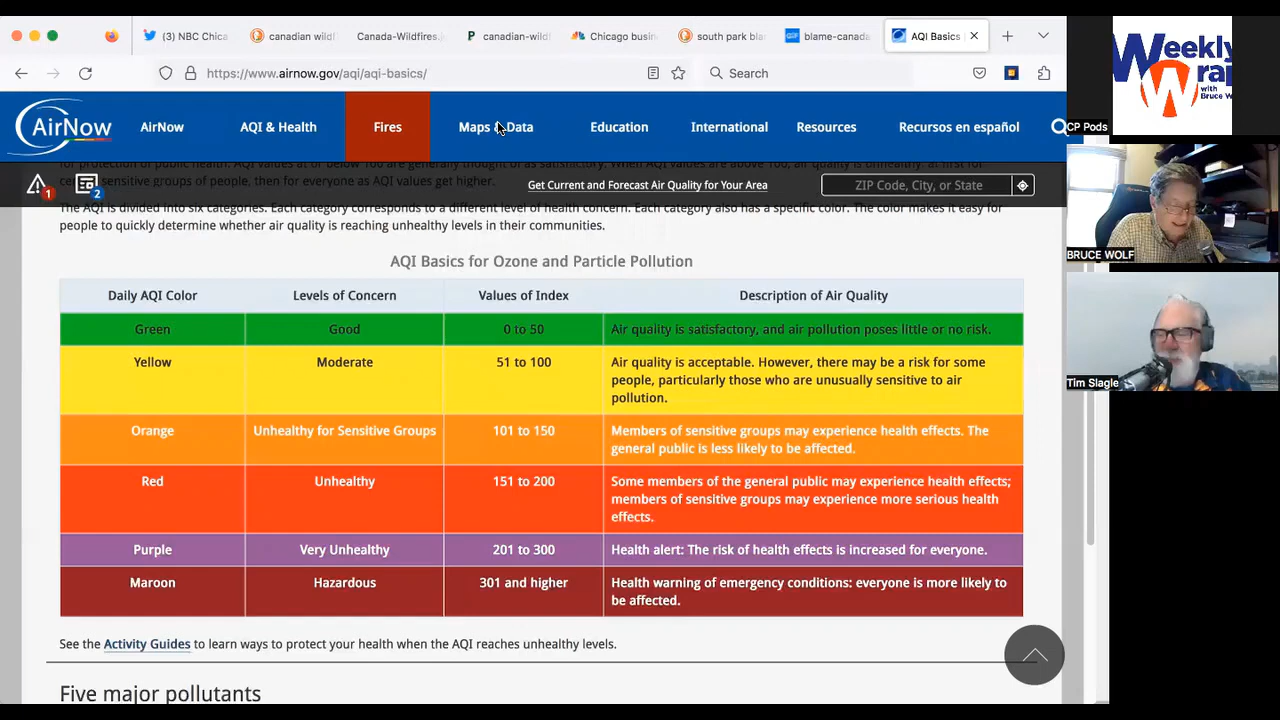 NBC Chica
canadian wildf
Canada-Wildfires.j
canadian-wild
Chicago busin
south park bla
blame-canada
AQI Basics
https://www.airnow.gov/aqi/aqi-basics/
Search
AirNow
AirNow
AQI & Health
Fires
Maps & Data
Education
International
Resources
Recursos en español
1
2
Get Current and Forecast Air Quality for Your Area
ZIP Code, City, or State
sensitive groups of people, then for everyone as AQI values get higher.
The AQI is divided into six categories. Each category corresponds to a different level of health concern. Each category also has a specific color. The color makes it easy for
people to quickly determine whether air quality is reaching unhealthy levels in their communities.
AQI Basics for Ozone and Particle Pollution
Daily AQI Color
Levels of Concern
Values of Index
Description of Air Quality
Green
Good
0 to 50
Air quality is satisfactory, and air pollution poses little or no risk.
Yellow
Moderate
51 to 100
Air quality is acceptable. However, there may be a risk for some
people, particularly those who are unusually sensitive to air
pollution.
Orange
Unhealthy for Sensitive Groups
101 to 150
Members of sensitive groups may experience health effects. The
general public is less likely to be affected.
Red
Unhealthy
151 to 200
Some members of the general public may experience health effects;
members of sensitive groups may experience more serious health
effects.
Purple
Very Unhealthy
201 to 300
Health alert: The risk of health effects is increased for everyone.
Maroon
Hazardous
301 and higher
Health warning of emergency conditions: everyone is more likely to
be affected.
See the Activity Guides to learn ways to protect your health when the AQI reaches unhealthy levels.
Five major pollutants
Weekly
Wra
with
Bruce W
CP Pods
BRUCE WOLF
Tim Slagle